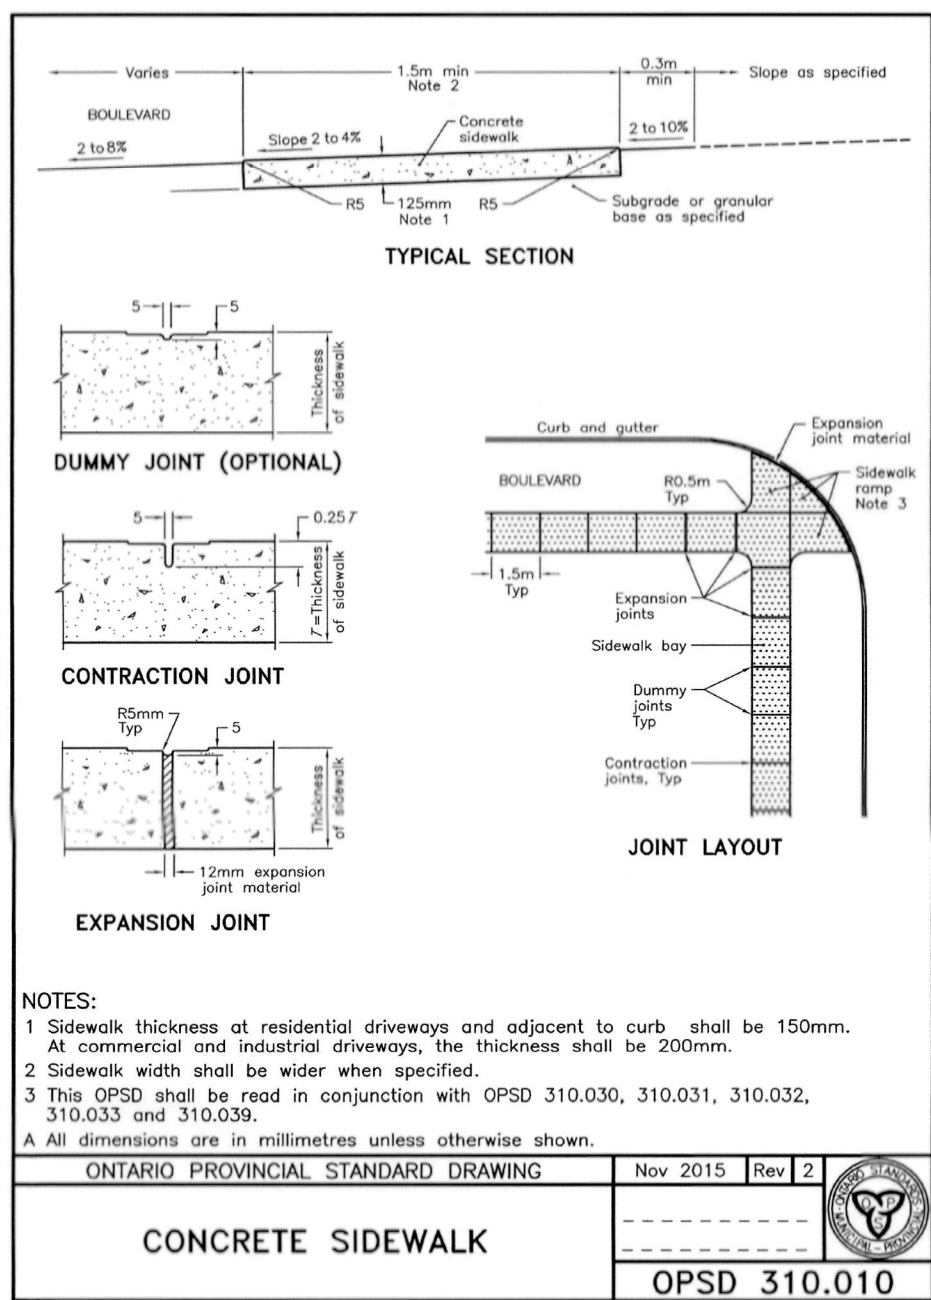 Varies
1.5m min
Note 2
0.3m
min
Slope as specified
BOULEVARD
2 to 8%
Slope 2 to 4%
Concrete
sidewalk
2 to 10%
R5
125mm
Note 1
R5
Subgrade or granular
base as specified
TYPICAL SECTION
5
5
Thickness
of sidewalk
DUMMY JOINT (OPTIONAL)
5
0.25T
T=Thickness
of sidewalk
CONTRACTION JOINT
R5mm
Typ
5
Thickness
of sidewalk
12mm expansion
joint material
EXPANSION JOINT
Curb and gutter
Expansion
joint material
BOULEVARD
R0.5m
Typ
Sidewalk
ramp
Note 3
1.5m
Typ
Expansion
joints
Sidewalk bay
Dummy
joints
Typ
Contraction
joints, Typ
JOINT LAYOUT
NOTES:
1 Sidewalk thickness at residential driveways and adjacent to curb shall be 150mm.
At commercial and industrial driveways, the thickness shall be 200mm.
2 Sidewalk width shall be wider when specified.
3 This OPSD shall be read in conjunction with OPSD 310.030, 310.031, 310.032,
310.033 and 310.039.
A All dimensions are in millimetres unless otherwise shown.
ONTARIO PROVINCIAL STANDARD DRAWING
Nov 2015
Rev
2
CONCRETE SIDEWALK
ONTARIO STANDARDS
MUNICIPAL – PROVINCIAL
O P
S
OPSD 310.010